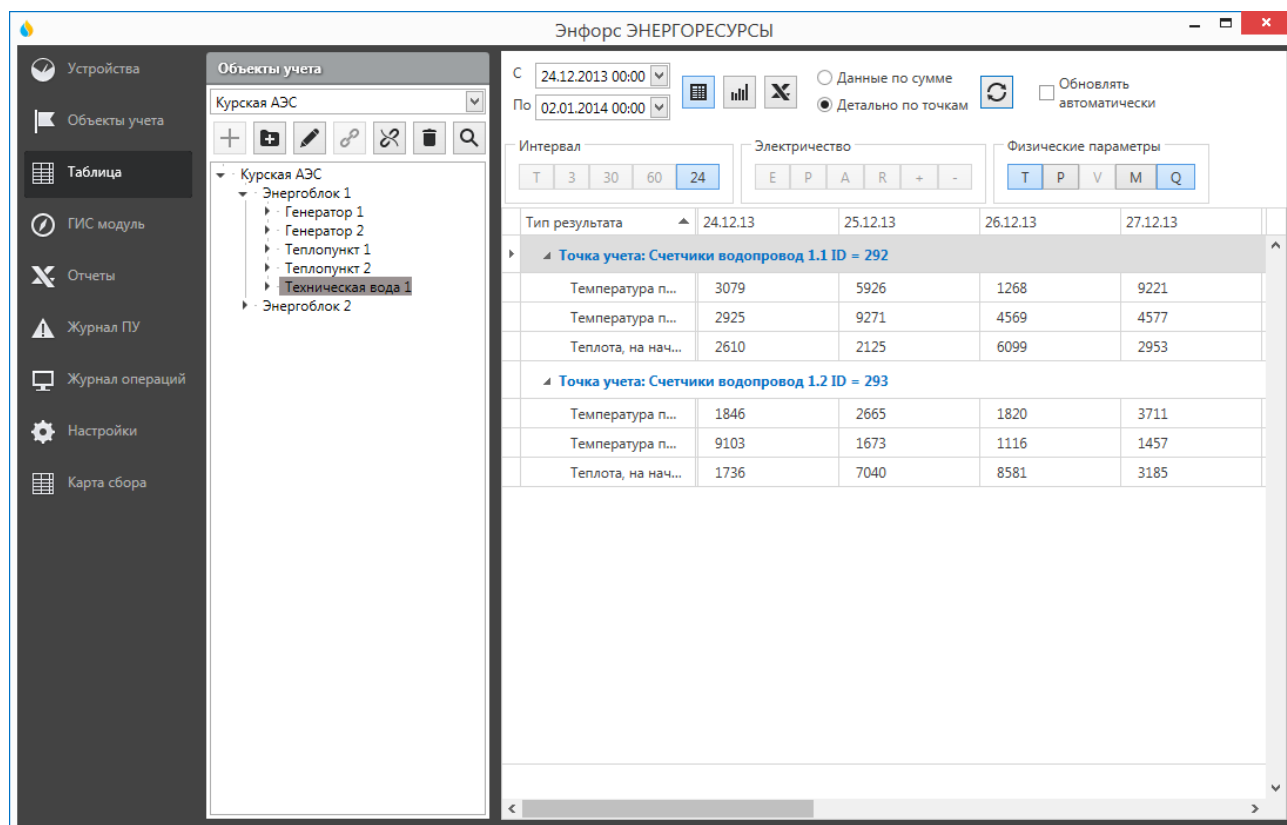 Энфорс ЭНЕРГОРЕСУРСЫ
Устройства
Объекты учета
Таблица
ГИС модуль
Отчеты
Журнал ПУ
Журнал операций
Настройки
Карта сбора
Объекты учета
Курская АЭС
Курская АЭС
Энергоблок 1
Генератор 1
Генератор 2
Теплопункт 1
Теплопункт 2
Техническая вода 1
Энергоблок 2
С 24.12.2013 00:00
По 02.01.2014 00:00
Данные по сумме
Детально по точкам
Обновлять
автоматически
Интервал
T 3 30 60 24
Электричество
E P A R + -
Физические параметры
T P V M Q
Тип результата 24.12.13 25.12.13 26.12.13 27.12.13
Точка учета: Счетчики водопровод 1.1 ID = 292
Температура п... 3079 5926 1268 9221
Температура п... 2925 9271 4569 4577
Теплота, на нач... 2610 2125 6099 2953
Точка учета: Счетчики водопровод 1.2 ID = 293
Температура п... 1846 2665 1820 3711
Температура п... 9103 1673 1116 1457
Теплота, на нач... 1736 7040 8581 3185